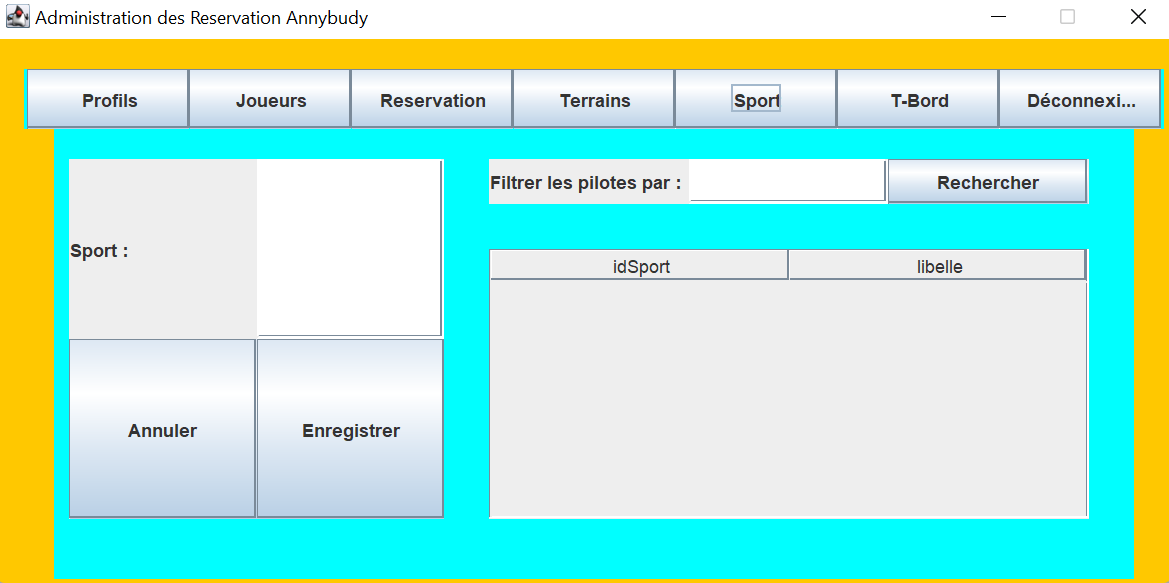 Administration des Reservation Annybudy
Profils Joueurs Reservation Terrains Sport T-Bord Déconnexi...
Filtrer les pilotes par : Rechercher
Sport :
idSport libelle
Annuler Enregistrer